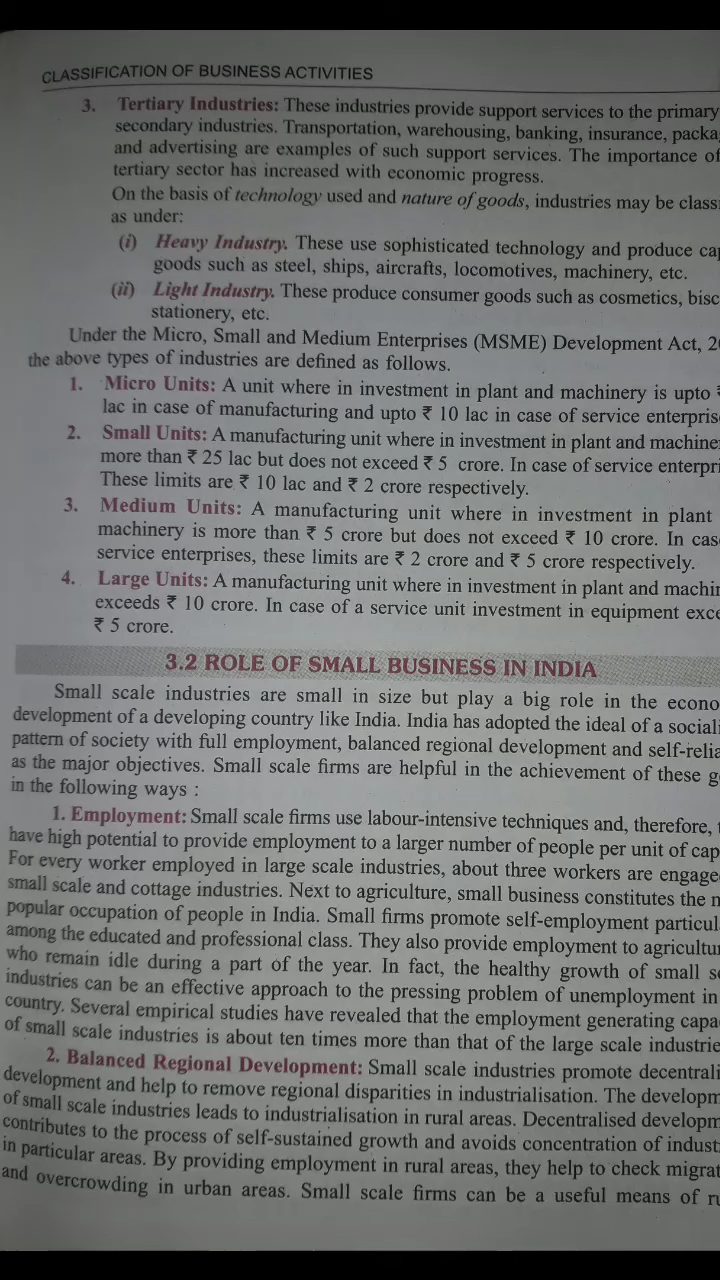 CLASSIFICATION OF BUSINESS ACTIVITIES
3. Tertiary Industries: These industries provide support services to the primary
secondary industries. Transportation, warehousing, banking, insurance, packa
and advertising are examples of such support services. The importance of
tertiary sector has increased with economic progress.
On the basis of technology used and nature of goods, industries may be class
as under:
(i) Heavy Industry. These use sophisticated technology and produce cap
goods such as steel, ships, aircrafts, locomotives, machinery, etc.
(ii) Light Industry. These produce consumer goods such as cosmetics, bisc
stationery, etc.
Under the Micro, Small and Medium Enterprises (MSME) Development Act, 2
the above types of industries are defined as follows.
1. Micro Units: A unit where in investment in plant and machinery is upto ₹
lac in case of manufacturing and upto ₹ 10 lac in case of service enterpris
2. Small Units: A manufacturing unit where in investment in plant and machine
more than ₹ 25 lac but does not exceed ₹ 5 crore. In case of service enterpri
These limits are ₹ 10 lac and ₹ 2 crore respectively.
3. Medium Units: A manufacturing unit where in investment in plant
machinery is more than ₹ 5 crore but does not exceed ₹ 10 crore. In cas
service enterprises, these limits are ₹ 2 crore and ₹ 5 crore respectively.
4. Large Units: A manufacturing unit where in investment in plant and machin
exceeds ₹ 10 crore. In case of a service unit investment in equipment exce
₹ 5 crore.
3.2 ROLE OF SMALL BUSINESS IN INDIA
Small scale industries are small in size but play a big role in the econo
development of a developing country like India. India has adopted the ideal of a sociali
pattern of society with full employment, balanced regional development and self-relia
as the major objectives. Small scale firms are helpful in the achievement of these g
in the following ways :
1. Employment: Small scale firms use labour-intensive techniques and, therefore, t
have high potential to provide employment to a larger number of people per unit of cap
For every worker employed in large scale industries, about three workers are engage
small scale and cottage industries. Next to agriculture, small business constitutes the m
popular occupation of people in India. Small firms promote self-employment particul
among the educated and professional class. They also provide employment to agricultur
who remain idle during a part of the year. In fact, the healthy growth of small s
industries can be an effective approach to the pressing problem of unemployment in
country. Several empirical studies have revealed that the employment generating capa
of small scale industries is about ten times more than that of the large scale industrie
2. Balanced Regional Development: Small scale industries promote decentrali
development and help to remove regional disparities in industrialisation. The developm
of small scale industries leads to industrialisation in rural areas. Decentralised developm
contributes to the process of self-sustained growth and avoids concentration of indust
in particular areas. By providing employment in rural areas, they help to check migrat
and overcrowding in urban areas. Small scale firms can be a useful means of ru